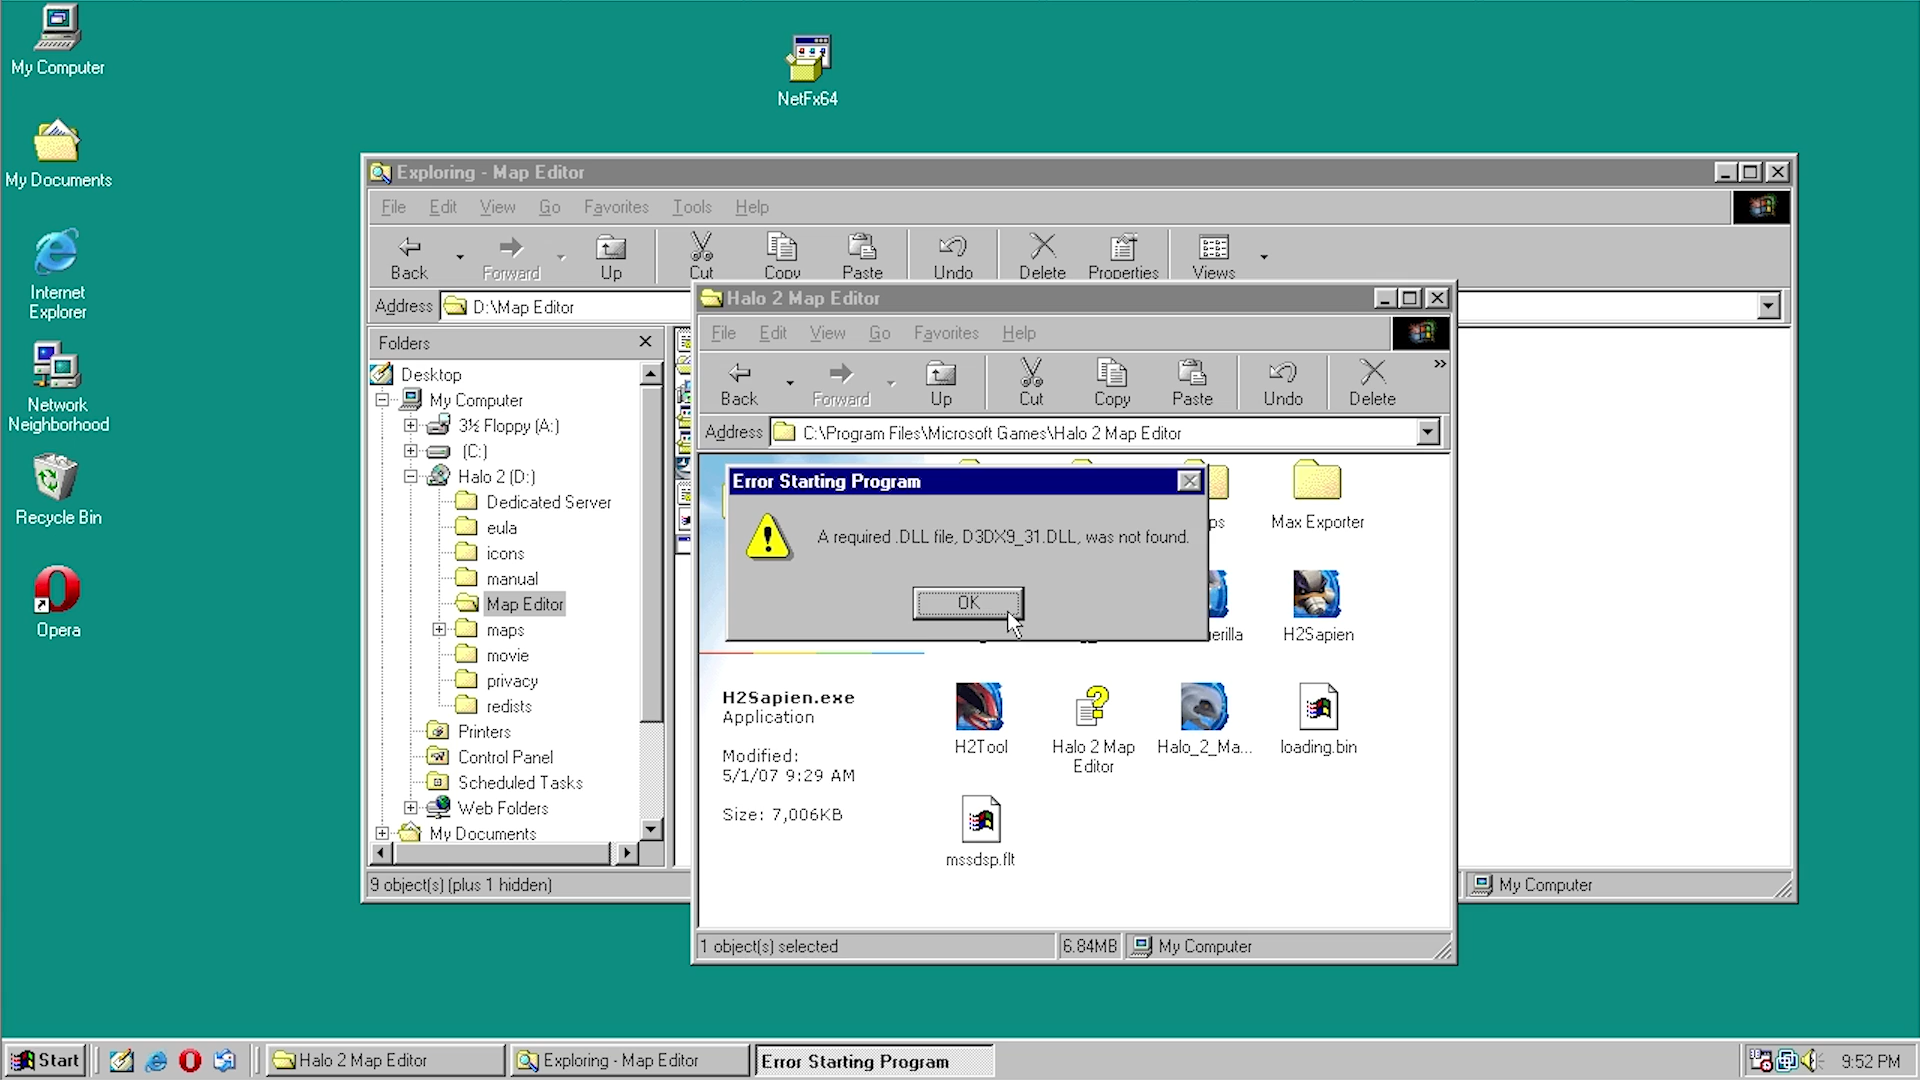 My Computer
My Documents
Internet
Explorer
Network
Neighborhood
Recycle Bin
Opera
NetFx64
Exploring - Map Editor
File Edit View Go Favorites Tools Help
Back Forward Up Cut Copy Paste Undo Delete Properties Views
Address D:\Map Editor
Folders
Desktop
My Computer
3½ Floppy (A:)
(C:)
Halo 2 (D:)
Dedicated Server
eula
icons
manual
Map Editor
maps
movie
privacy
redists
Printers
Control Panel
Scheduled Tasks
Web Folders
My Documents
9 object(s) (plus 1 hidden)
My Computer
Halo 2 Map Editor
File Edit View Go Favorites Help
Back Forward Up Cut Copy Paste Undo Delete »
Address C:\Program Files\Microsoft Games\Halo 2 Map Editor
Error Starting Program
A required .DLL file, D3DX9_31.DLL, was not found.
OK
Max Exporter
H2Sapien
H2Sapien.exe
Application
Modified:
5/1/07 9:29 AM
Size: 7,006KB
H2Tool
Halo 2 Map
Editor
Halo_2_Ma...
loading.bin
mssdsp.flt
1 object(s) selected
6.84MB
My Computer
Start
Halo 2 Map Editor
Exploring - Map Editor
Error Starting Program
9:52 PM